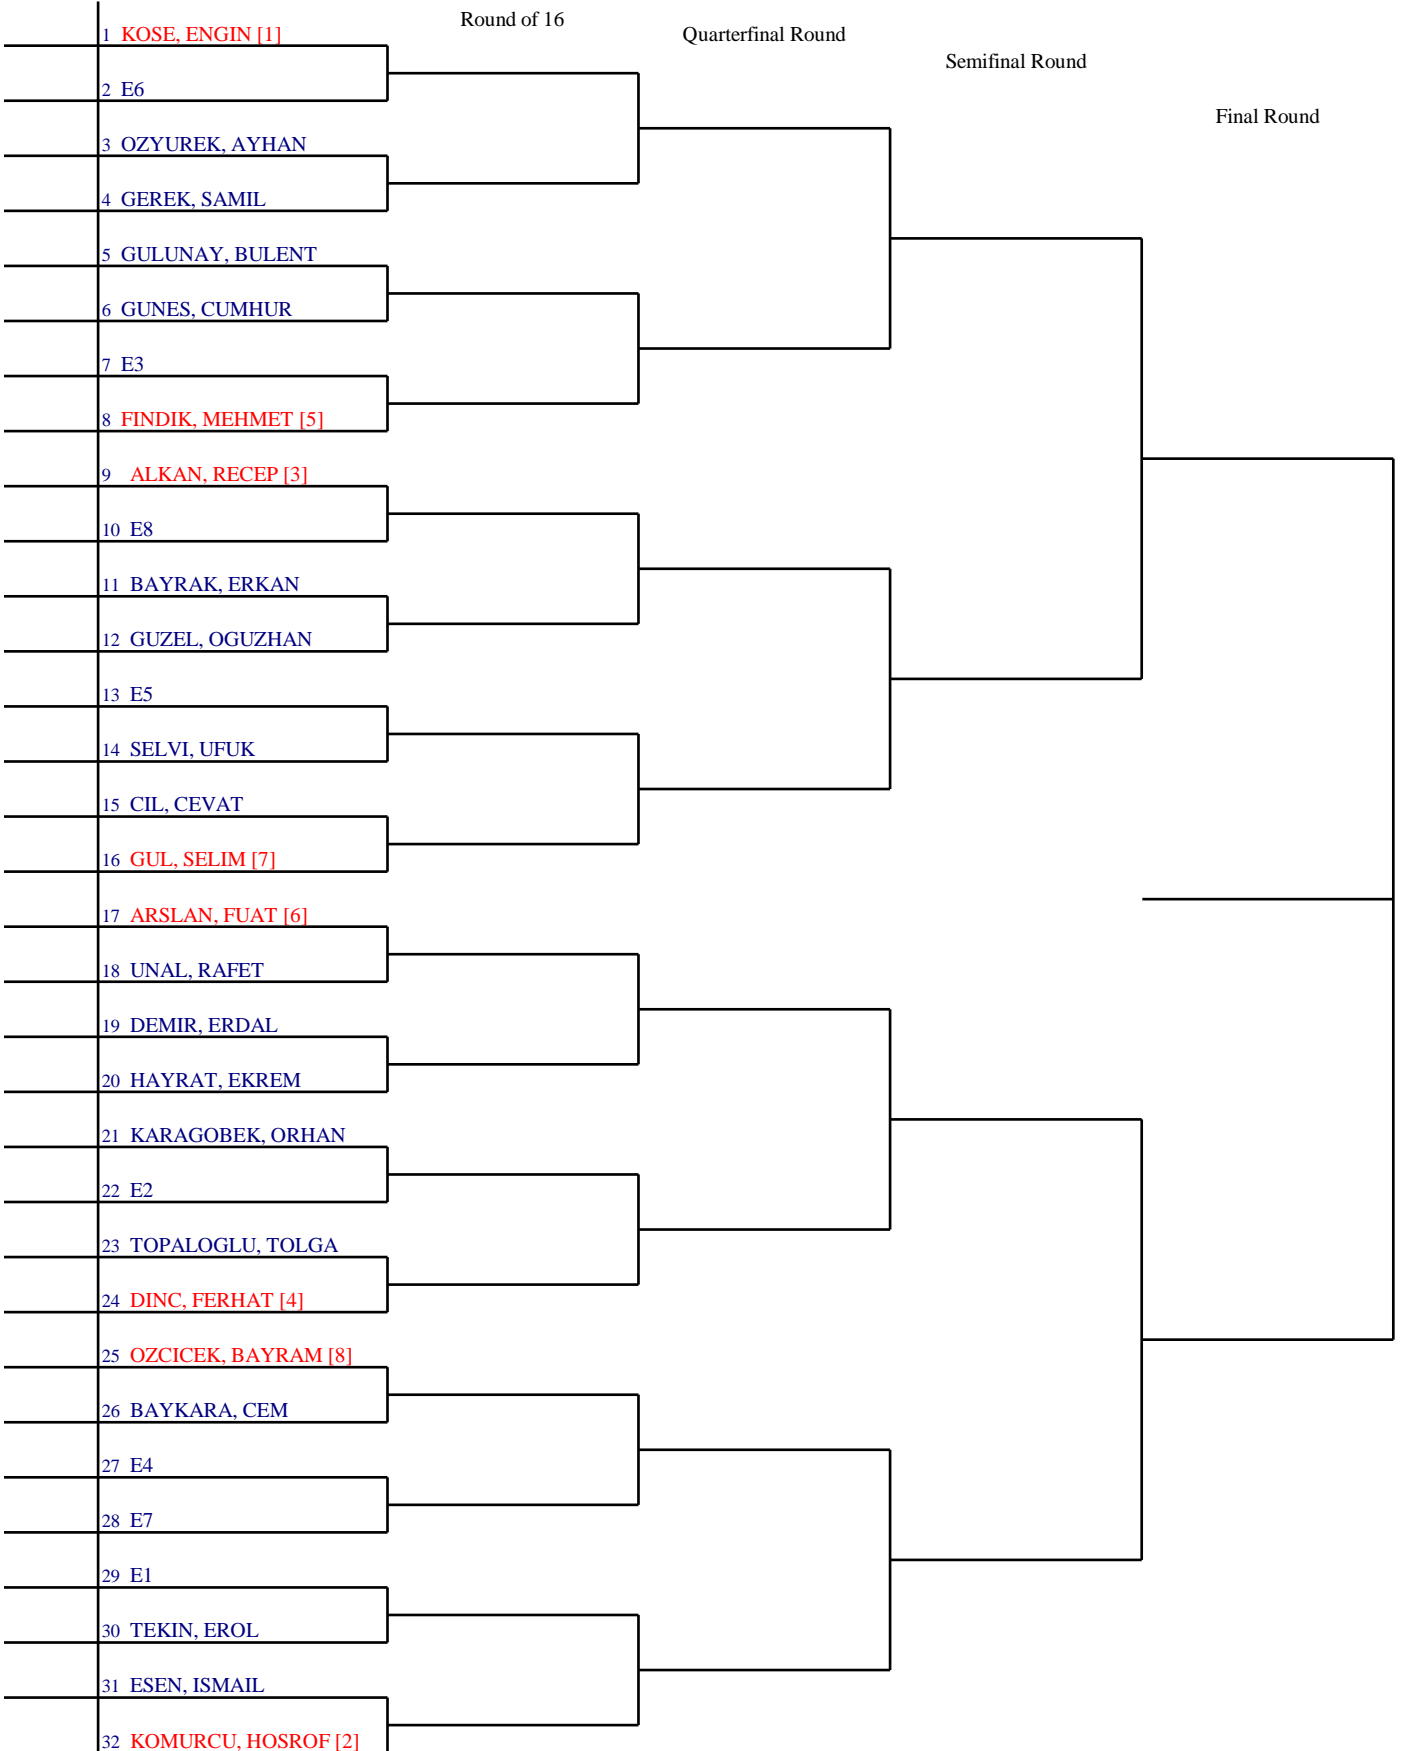 Round of 16
Quarterfinal Round
Semifinal Round
Final Round
1 KOSE, ENGIN [1]
2 E6
3 OZYUREK, AYHAN
4 GEREK, SAMIL
5 GULUNAY, BULENT
6 GUNES, CUMHUR
7 E3
8 FINDIK, MEHMET [5]
9 ALKAN, RECEP [3]
10 E8
11 BAYRAK, ERKAN
12 GUZEL, OGUZHAN
13 E5
14 SELVI, UFUK
15 CIL, CEVAT
16 GUL, SELIM [7]
17 ARSLAN, FUAT [6]
18 UNAL, RAFET
19 DEMIR, ERDAL
20 HAYRAT, EKREM
21 KARAGOBEK, ORHAN
22 E2
23 TOPALOGLU, TOLGA
24 DINC, FERHAT [4]
25 OZCICEK, BAYRAM [8]
26 BAYKARA, CEM
27 E4
28 E7
29 E1
30 TEKIN, EROL
31 ESEN, ISMAIL
32 KOMURCU, HOSROF [2]